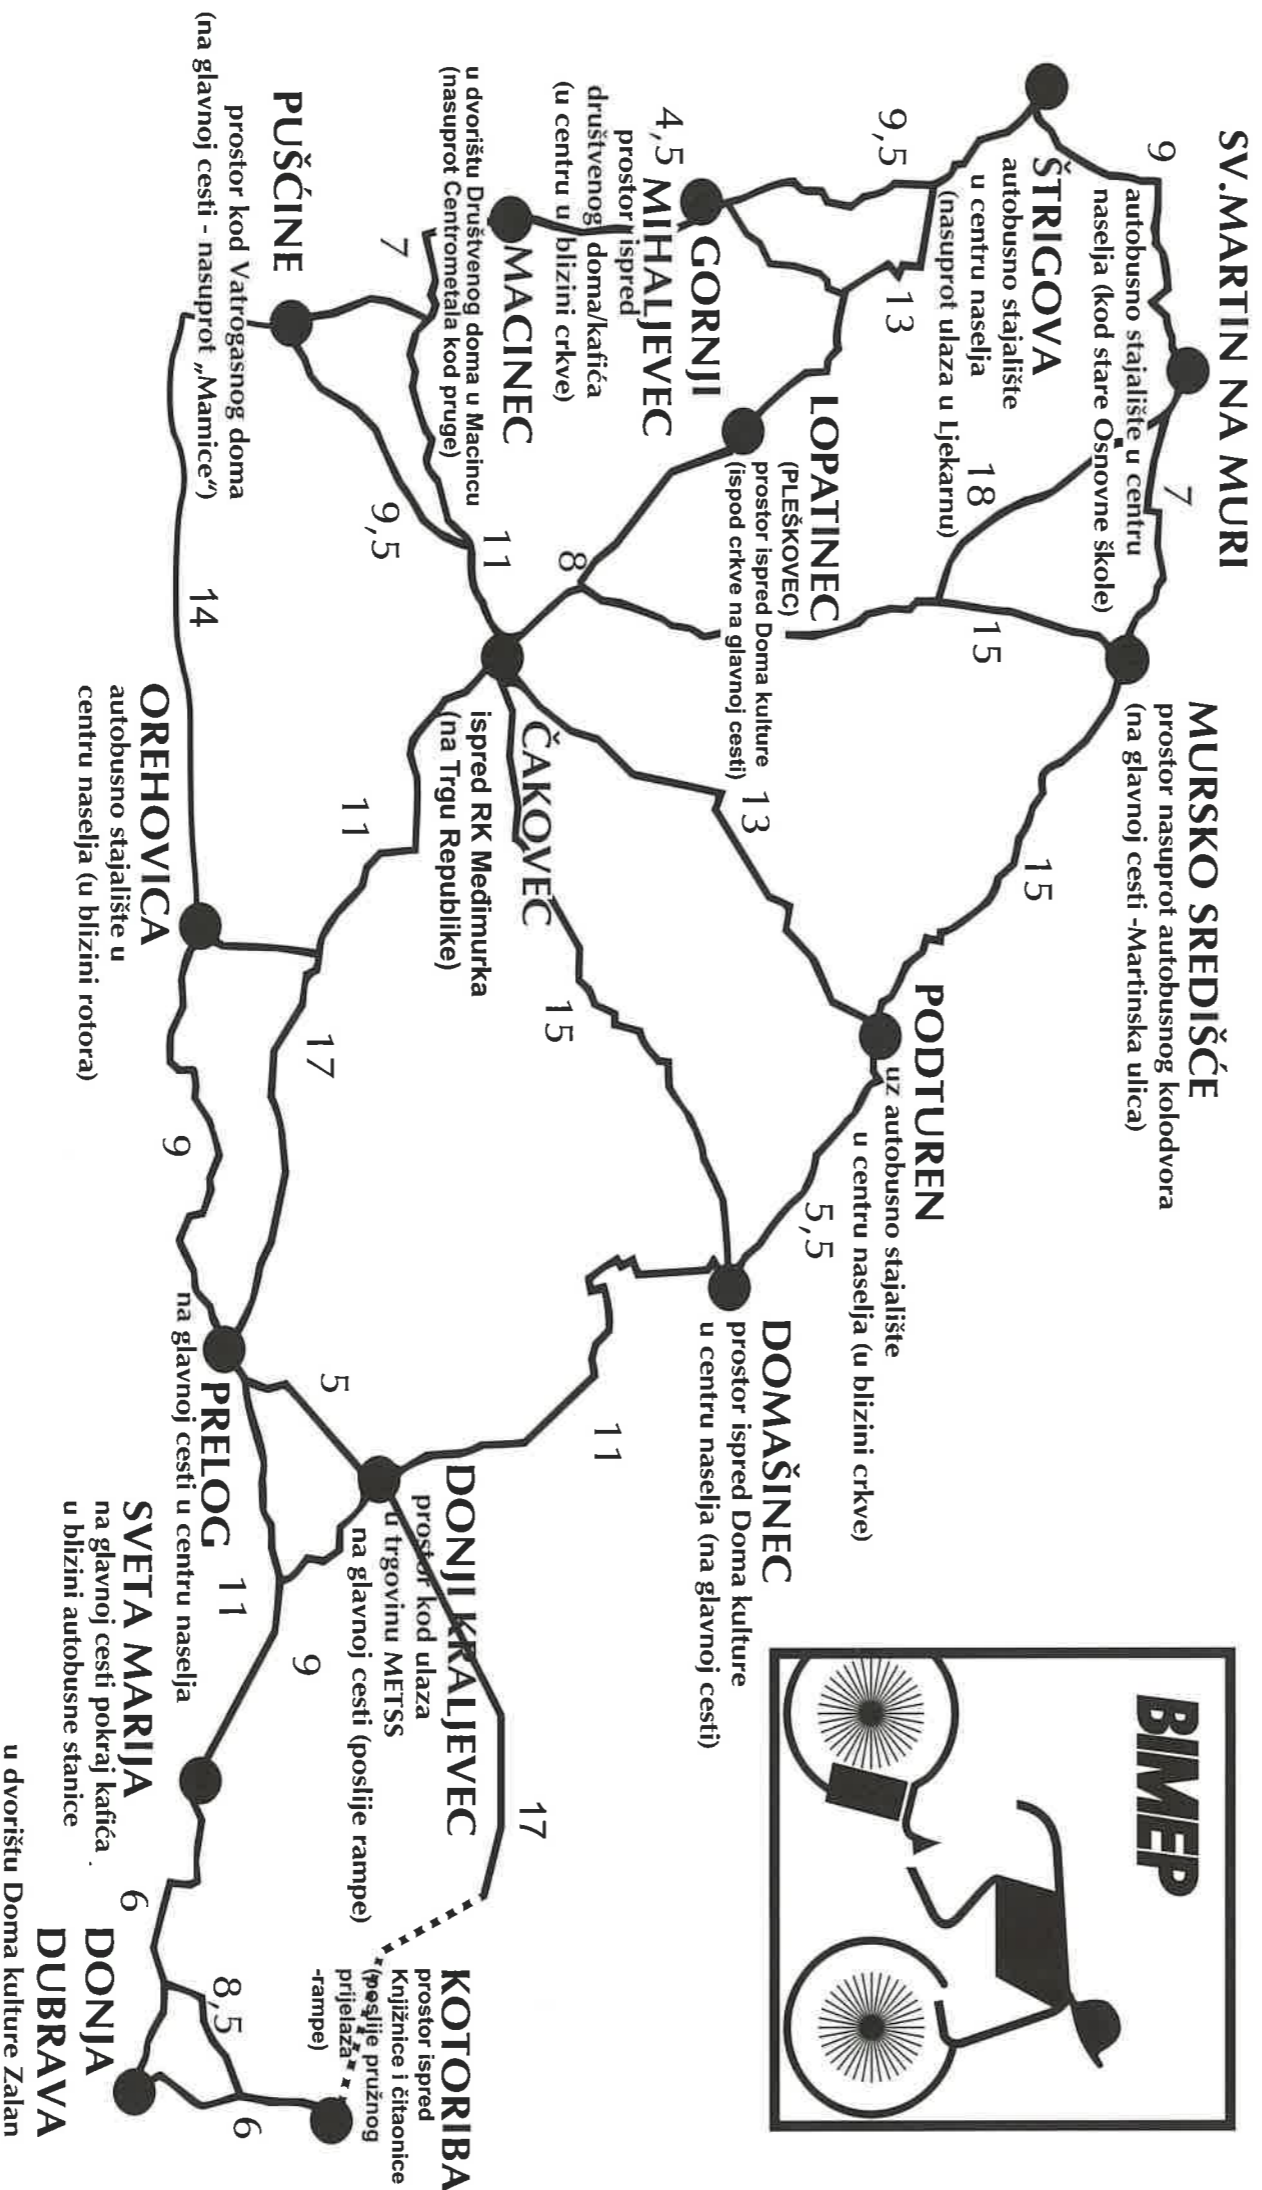 SV.MARTIN NA MURI
autobusno stajalište u centru
naselja (kod stare Osnovne škole)
9
7
MURSKO SREDIŠĆE
prostor nasuprot autobusnog kolodvora
(na glavnoj cesti -Martinska ulica)
ŠTRIGOVA
autobusno stajalište
u centru naselja
(nasuprot ulaza u Ljekarnu)
9,5
13
18
15
15
PODTUREN
uz autobusno stajalište
u centru naselja (u blizini crkve)
5,5
LOPATINEC
(PLEŠKOVEC)
prostor ispred Doma kulture
(ispod crkve na glavnoj cesti)
13
DOMAŠINEC
prostor ispred Doma kulture
u centru naselja (na glavnoj cesti)
GORNJI
4,5 MIHALJEVEC
prostor ispred
društvenog doma/kafića
(u centru u blizini crkve)
8
15
11
MACINEC
u dvorištu Društvenog doma u Macincu
(nasuprot Centrometala kod pruge)
7
11
9,5
ČAKOVEC
ispred RK Međimurka
(na Trgu Republike)
11
17
5
DONJI KRALJEVEC
prostor kod ulaza
u trgovinu METSS
na glavnoj cesti (poslije rampe)
17
9
KOTORIBA
prostor ispred
Knjižnice i čitaonice
(poslije pružnog
prijelaza
-rampe)
PUŠĆINE
prostor kod Vatrogasnog doma
(na glavnoj cesti - nasuprot „Mamice“)
14
OREHOVICA
autobusno stajalište u
centru naselja (u blizini rotora)
9
PRELOG
na glavnoj cesti u centru naselja
11
SVETA MARIJA
na glavnoj cesti pokraj kafića
u blizini autobusne stanice
6
8,5
6
DONJA
DUBRAVA
u dvorištu Doma kulture Zalan
BIMEP